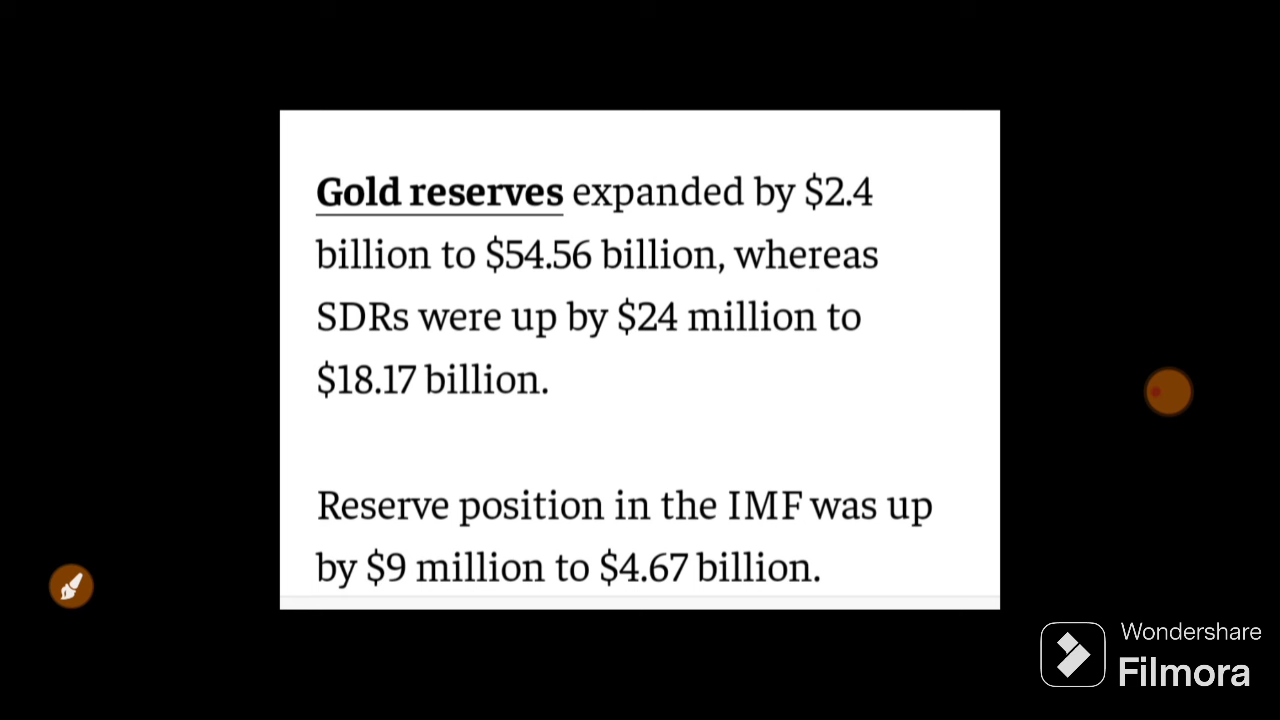 Gold reserves expanded by $2.4
billion to $54.56 billion, whereas
SDRs were up by $24 million to
$18.17 billion.
Reserve position in the IMF was up
by $9 million to $4.67 billion.
Wondershare
Filmora